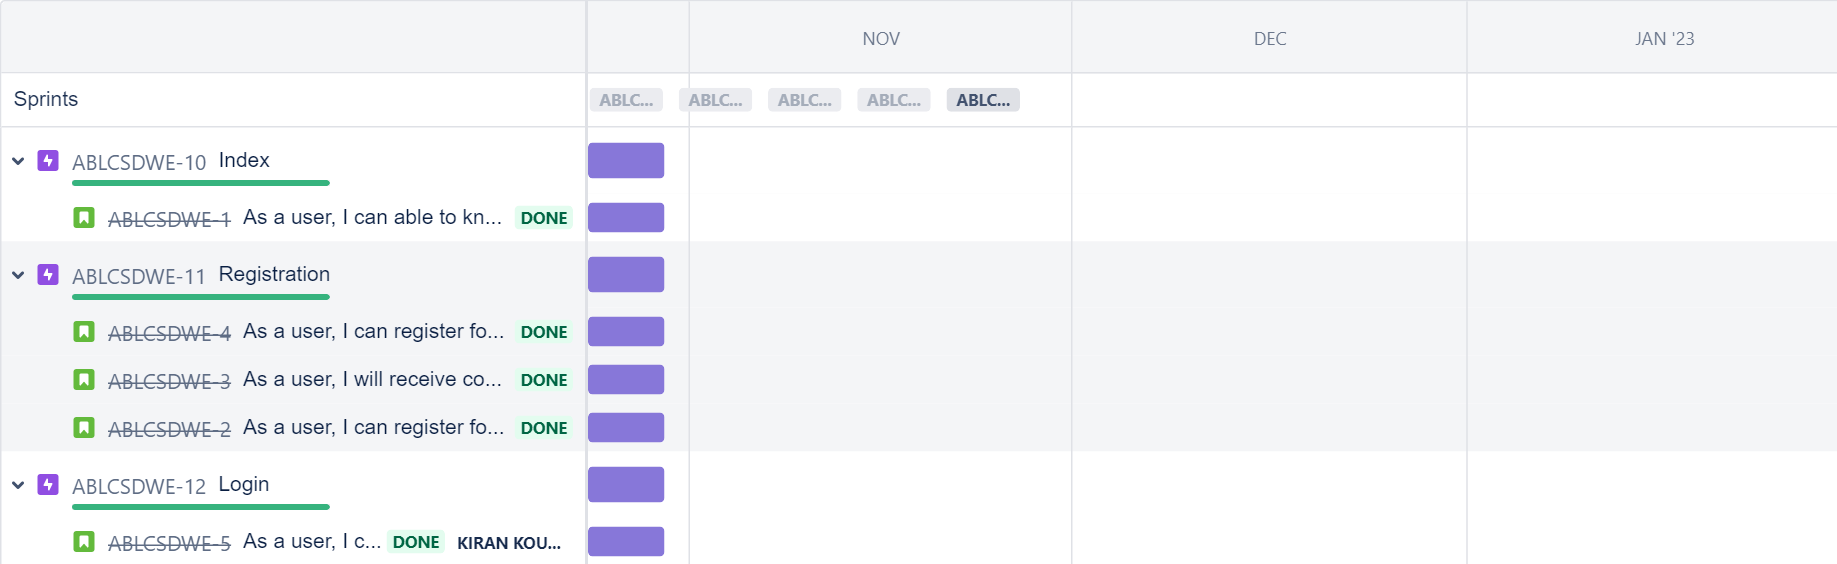 NOV DEC JAN '23
Sprints ABLC... ABLC... ABLC... ABLC... ABLC...
ABLCSDWE-10 Index
ABLCSDWE-1 As a user, I can able to kn... DONE
ABLCSDWE-11 Registration
ABLCSDWE-4 As a user, I can register fo... DONE
ABLCSDWE-3 As a user, I will receive co... DONE
ABLCSDWE-2 As a user, I can register fo... DONE
ABLCSDWE-12 Login
ABLCSDWE-5 As a user, I c... DONE KIRAN KOU...